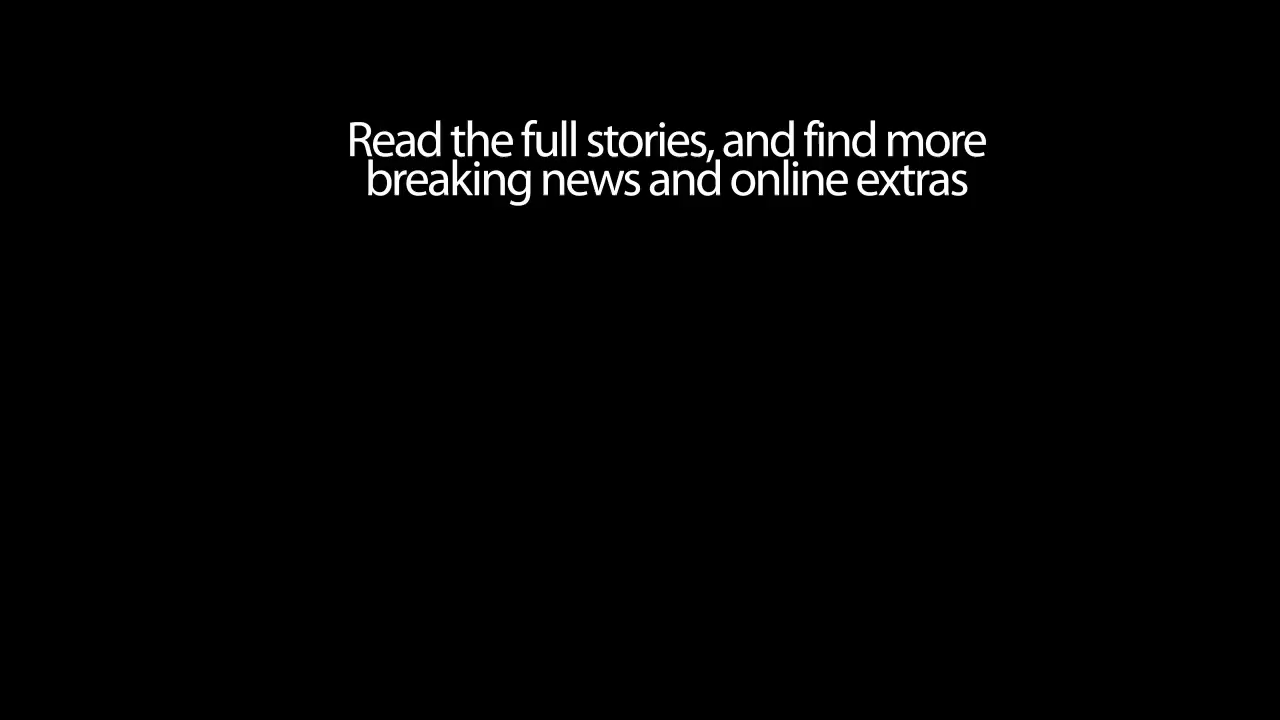 Read the full stories, and find more
breaking news and online extras